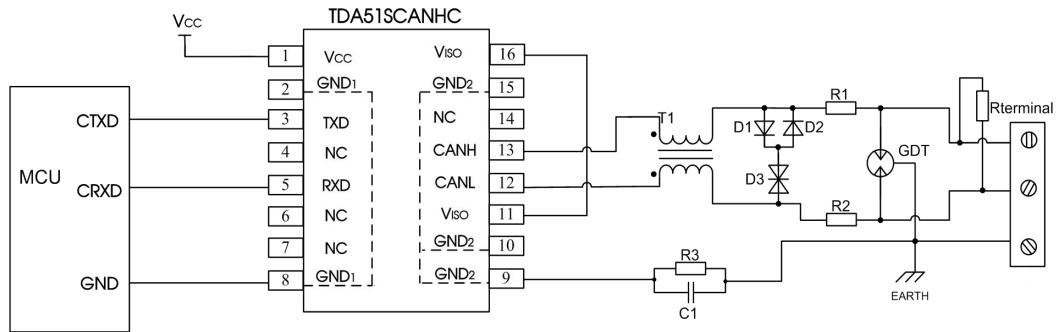 TDA51SCANHC
VCC
1 VCC VISO 16
2 GND1 GND2 15
CTXD 3 TXD NC 14
4 NC CANH 13
MCU
CRXD 5 RXD CANL 12
6 NC VISO 11
7 NC GND2 10
GND 8 GND1 GND2 9
T1
D1 D2
D3
R1
R2
GDT
Rterminal
R3
C1
EARTH